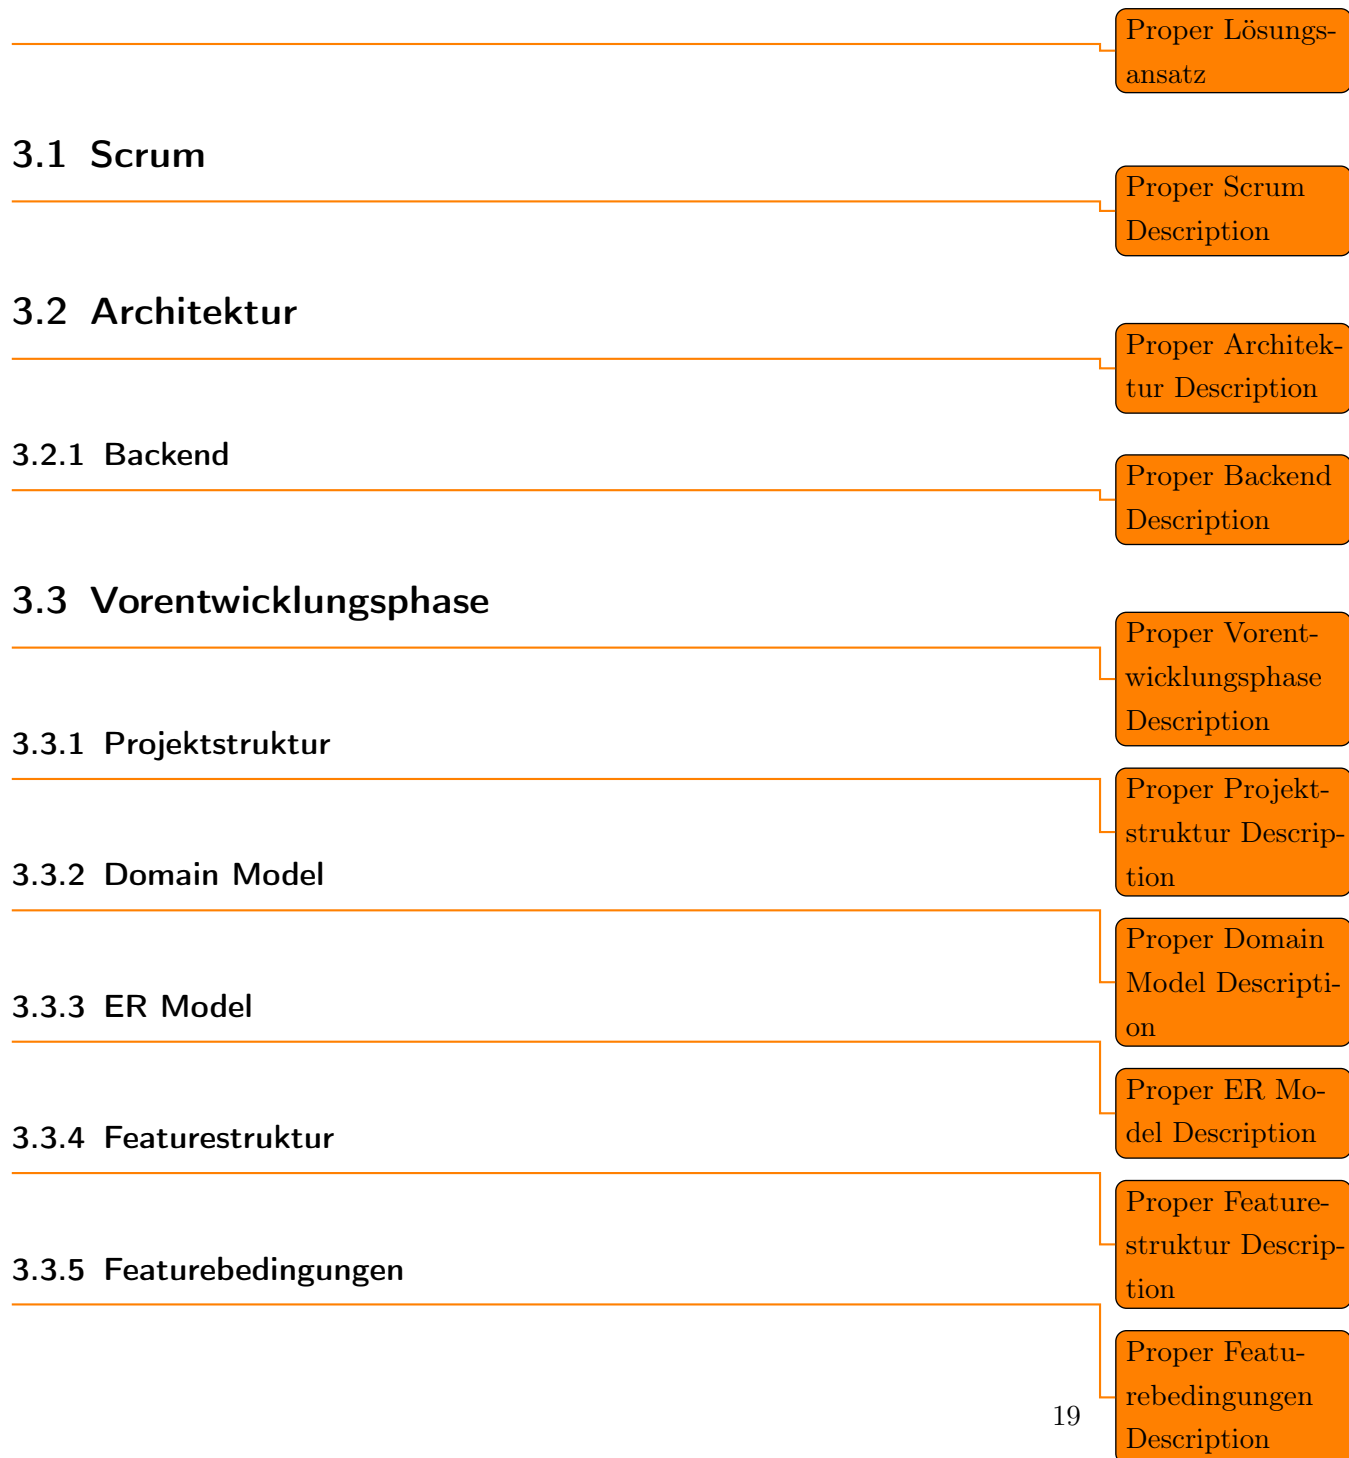 Proper Lösungs-
ansatz
3.1 Scrum
Proper Scrum
Description
3.2 Architektur
Proper Architek-
tur Description
3.2.1 Backend
Proper Backend
Description
3.3 Vorentwicklungsphase
Proper Vorent-
wicklungsphase
Description
3.3.1 Projektstruktur
Proper Projekt-
struktur Descrip-
tion
3.3.2 Domain Model
Proper Domain
Model Descripti-
on
3.3.3 ER Model
Proper ER Mo-
del Description
3.3.4 Featurestruktur
Proper Feature-
struktur Descrip-
tion
3.3.5 Featurebedingungen
Proper Featu-
rebedingungen
Description
19